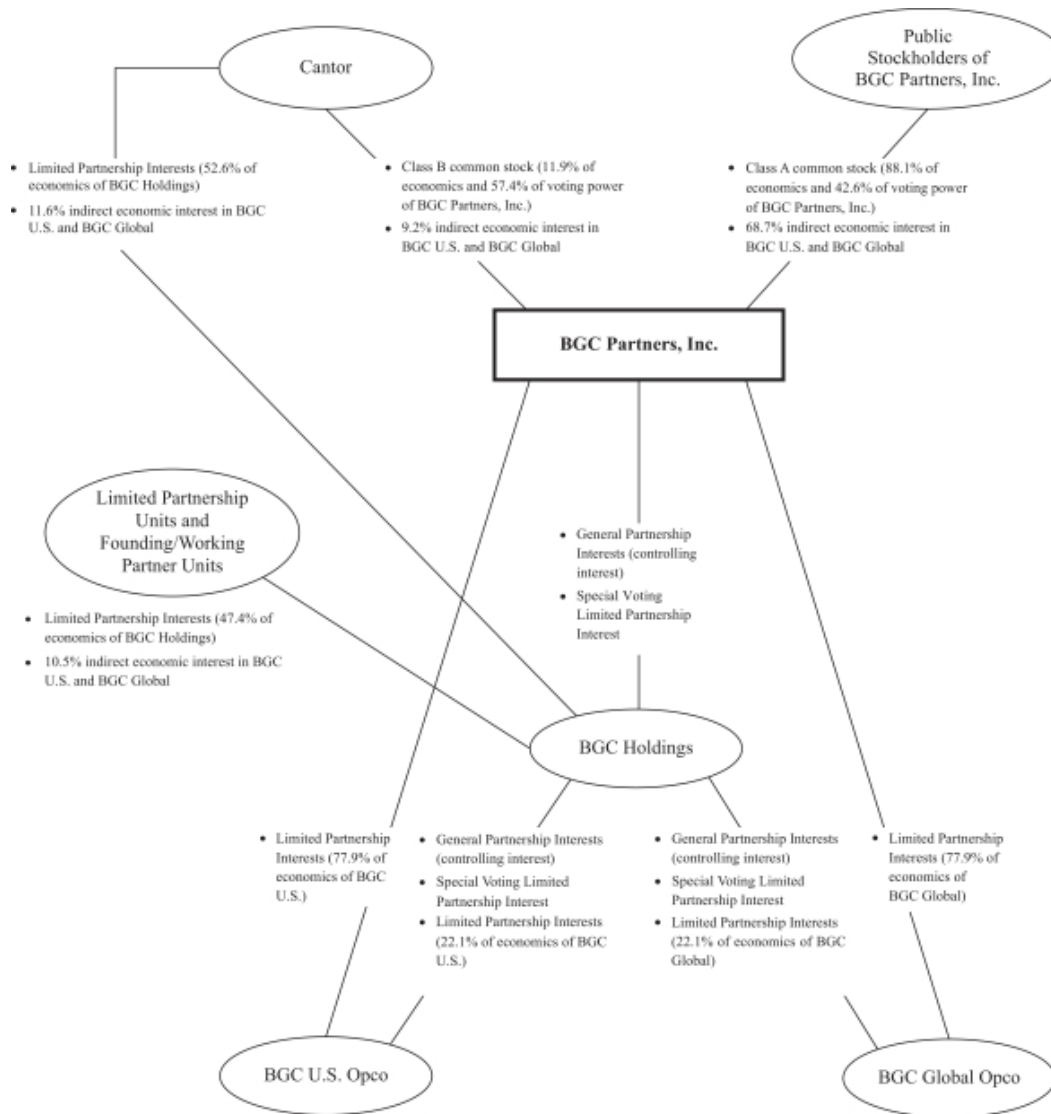 Cantor
Public
Stockholders of
BGC Partners, Inc.
• Limited Partnership Interests (52.6% of
economics of BGC Holdings)
• 11.6% indirect economic interest in BGC
U.S. and BGC Global
• Class B common stock (11.9% of
economics and 57.4% of voting power
of BGC Partners, Inc.)
• 9.2% indirect economic interest in
BGC U.S. and BGC Global
• Class A common stock (88.1% of
economics and 42.6% of voting power
of BGC Partners, Inc.)
• 68.7% indirect economic interest in
BGC U.S. and BGC Global
BGC Partners, Inc.
Limited Partnership
Units and
Founding/Working
Partner Units
• Limited Partnership Interests (47.4% of
economics of BGC Holdings)
• 10.5% indirect economic interest in BGC
U.S. and BGC Global
• General Partnership
Interests (controlling
interest)
• Special Voting
Limited Partnership
Interest
BGC Holdings
• Limited Partnership
Interests (77.9% of
economics of BGC
U.S.)
• General Partnership Interests
(controlling interest)
• Special Voting Limited
Partnership Interest
• Limited Partnership Interests
(22.1% of economics of BGC
U.S.)
• General Partnership Interests
(controlling interest)
• Special Voting Limited
Partnership Interest
• Limited Partnership Interests
(22.1% of economics of BGC
Global)
• Limited Partnership
Interests (77.9% of
economics of
BGC Global)
BGC U.S. Opco
BGC Global Opco